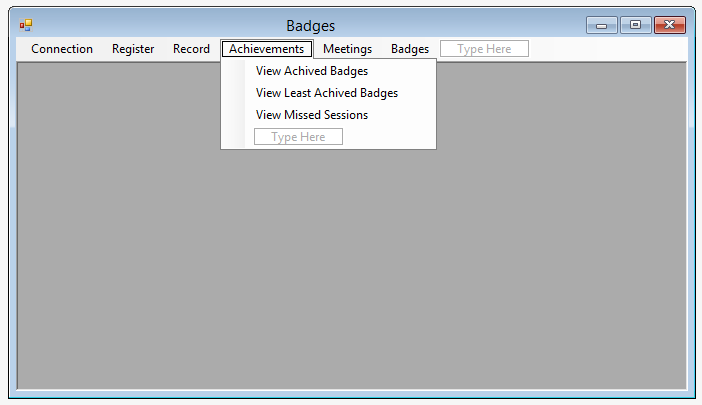 Badges
Connection Register Record Achievements Meetings Badges Type Here
View Achived Badges
View Least Achived Badges
View Missed Sessions
Type Here